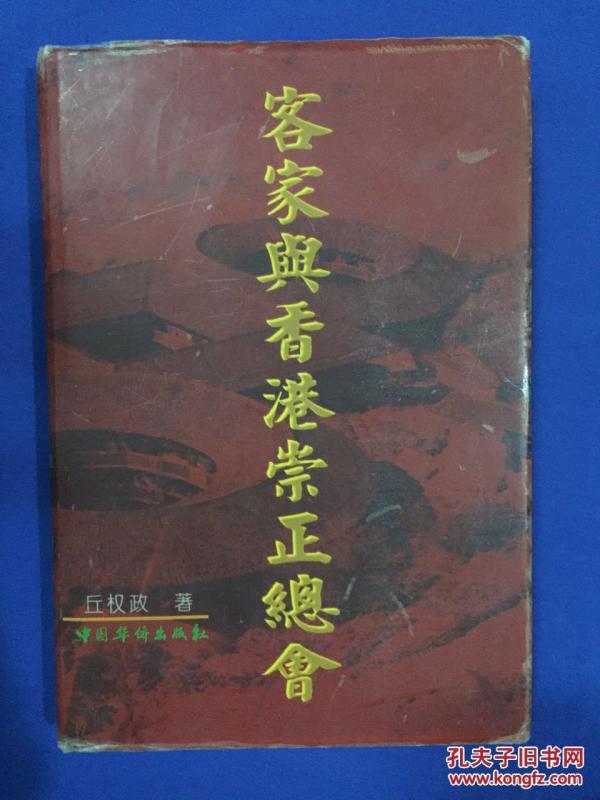 客家與香港崇正總會
丘权政 著
中国华侨出版社
孔夫子旧书网
www.kongfz.com